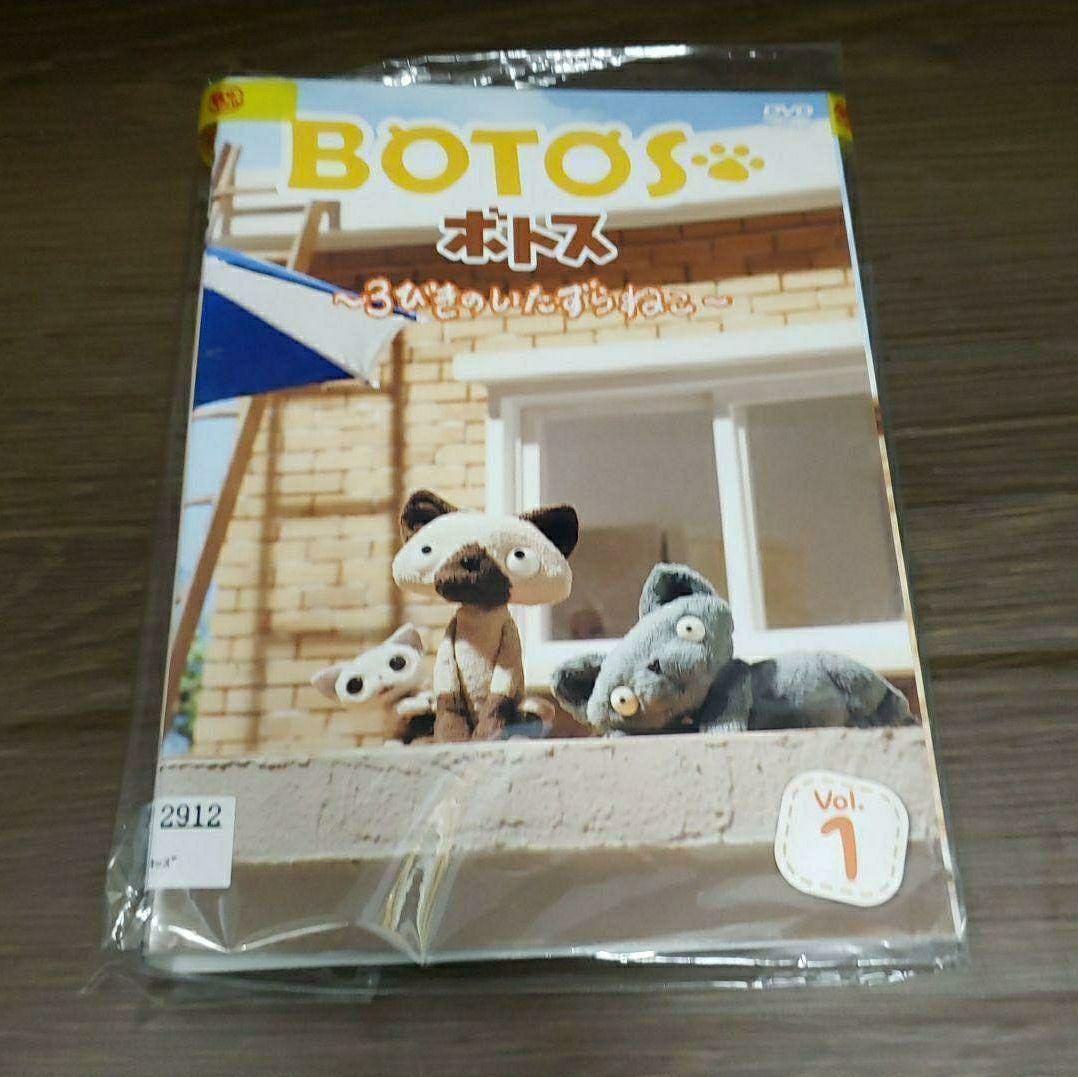 DVD
BOTOS
ボトス
～3びきのいたずらねこ～
2912
Vol.
1